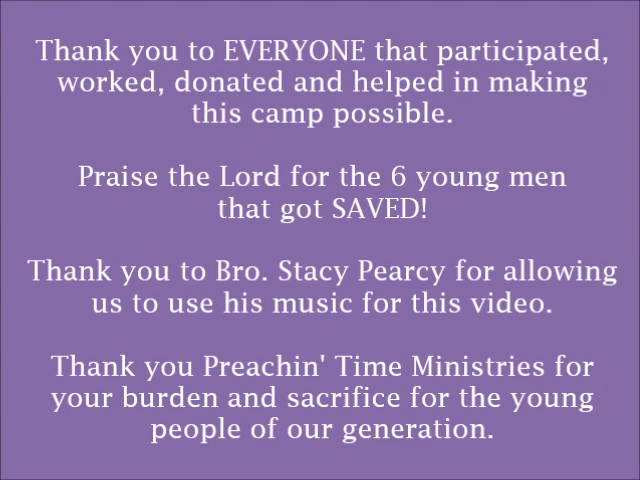 Thank you to EVERYONE that participated,
worked, donated and helped in making
this camp possible.
Praise the Lord for the 6 young men
that got SAVED!
Thank you to Bro. Stacy Pearcy for allowing
us to use his music for this video.
Thank you Preachin' Time Ministries for
your burden and sacrifice for the young
people of our generation.